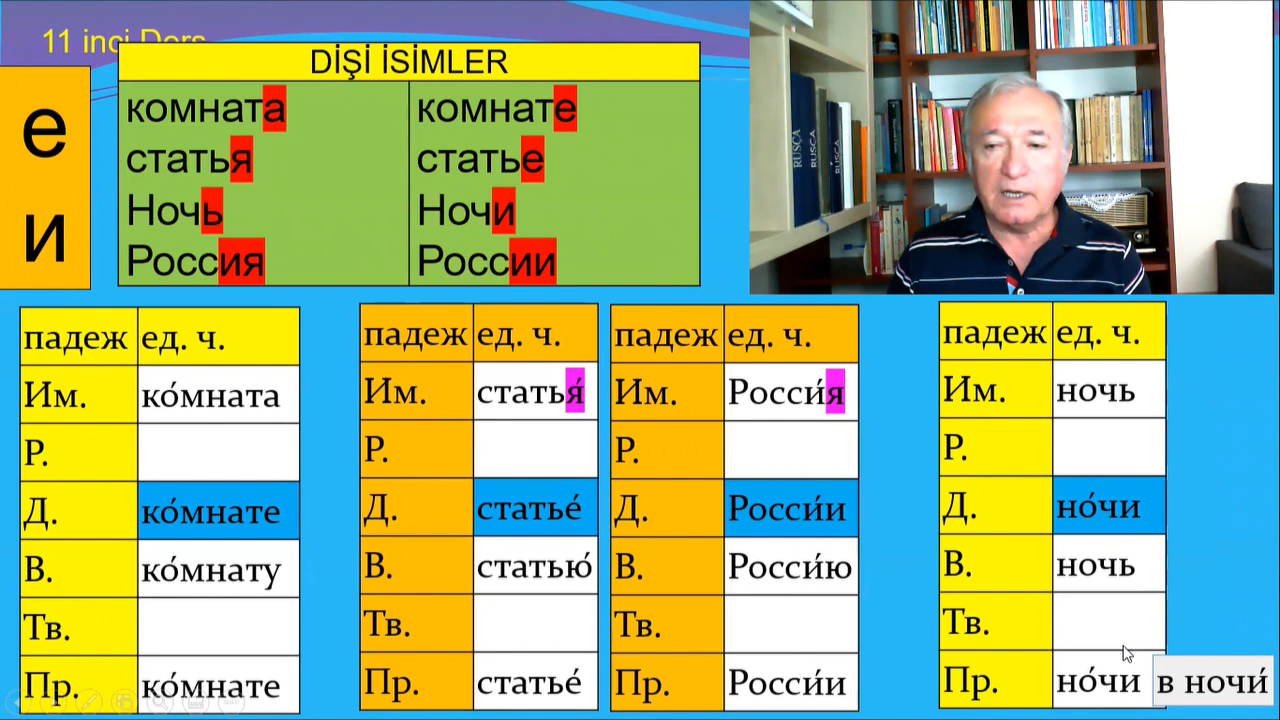 11 inci Ders
е
и
DİŞİ İSİMLER
комната комнате
статья статье
Ночь Ночи
Россия России
RUSÇA
RUSÇA
RUSÇA
падеж ед. ч.
Им. ко́мната
Р.
Д. ко́мнате
В. ко́мнату
Тв.
Пр. ко́мнате
падеж ед. ч.
Им. статья́
Р.
Д. статье́
В. статью́
Тв.
Пр. статье́
падеж ед. ч.
Им. Росси́я
Р.
Д. Росси́и
В. Росси́ю
Тв.
Пр. Росси́и
падеж ед. ч.
Им. ночь
Р.
Д. но́чи
В. ночь
Тв.
Пр. но́чи в ночи́